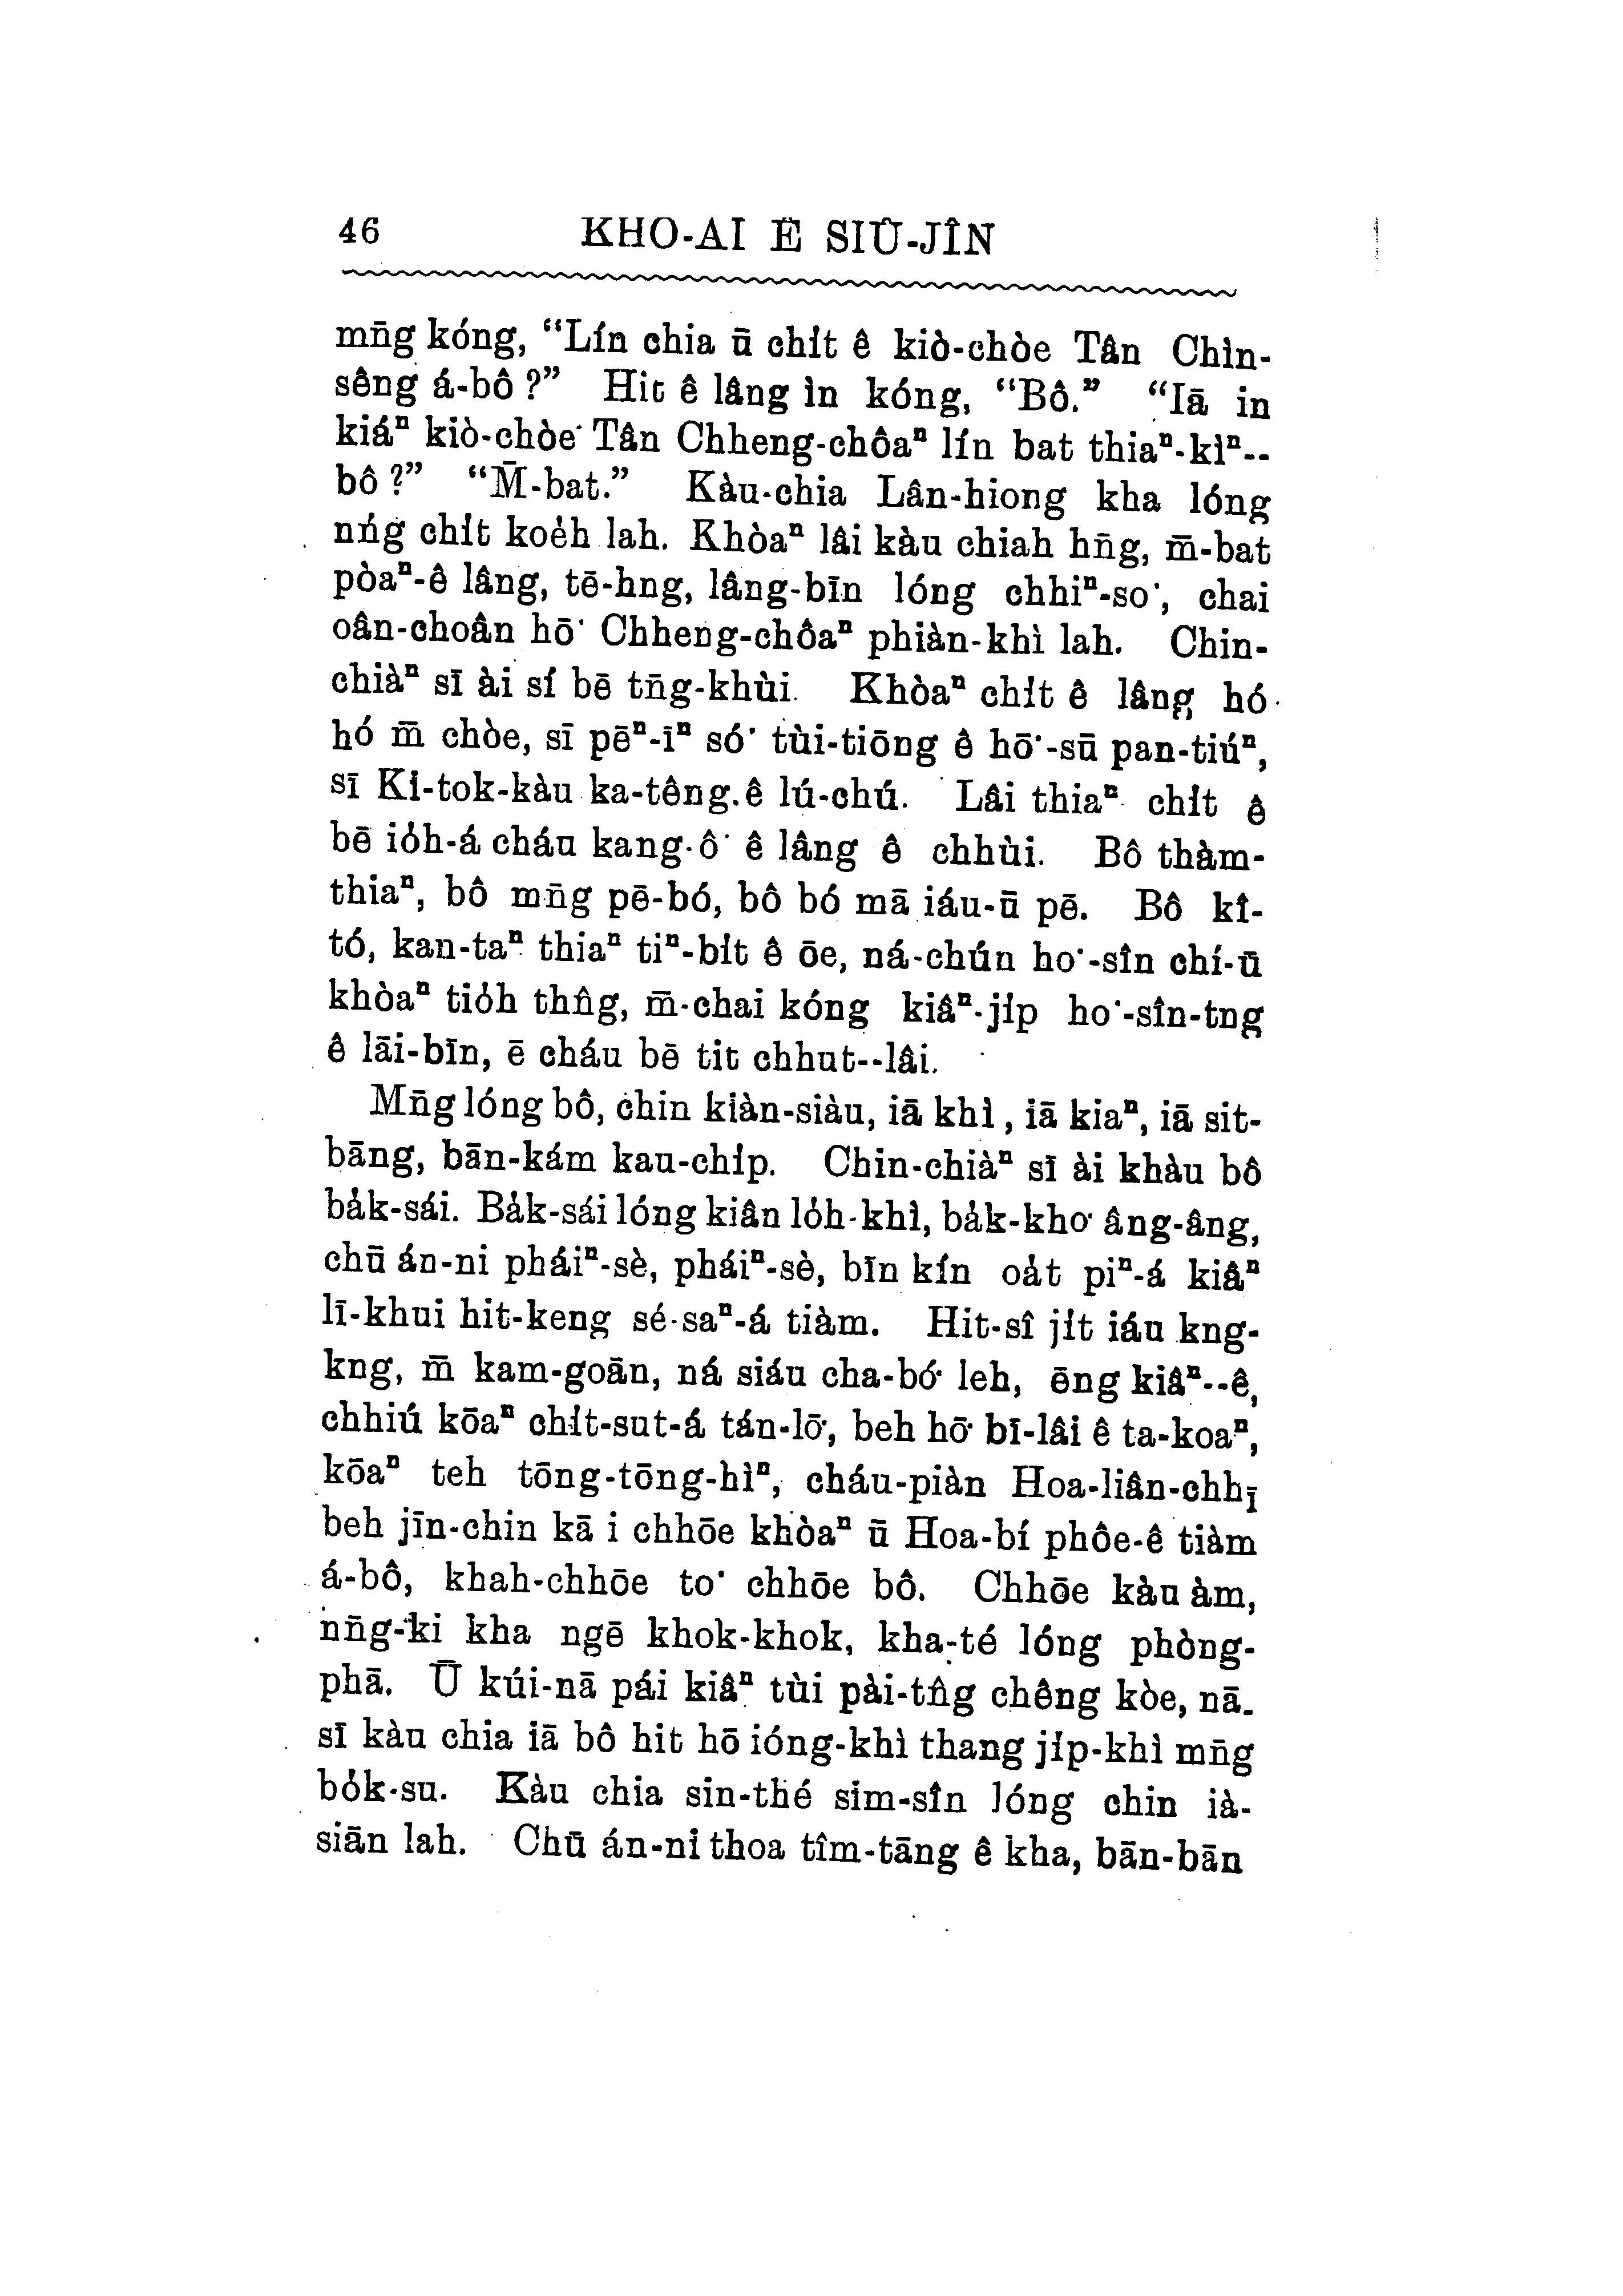 46 KHO-AI Ê SIÛ-JÎN
mn̄g kóng, “Lín chia ū chi̍t ê kiò-chòe Tân Chìn-
sêng á-bô?” Hit ê lâng ìn kóng, “Bô.” “Iā in
kiáⁿ kiò-chòe Tân Chheng-chôaⁿ lín bat thiaⁿ-kìⁿ--
bô?” “M̄-bat.” Kàu-chia Lân-hiong kha lóng
nńg chi̍t koe̍h lah. Khòaⁿ lâi kàu chiah hn̄g, m̄-bat
pòaⁿ-ê lâng, tē-hng, lâng-bīn lóng chhiⁿ-so͘, chai
oân-choân hō͘ Chheng-chôaⁿ phiàn-khì lah. Chin-
chiàⁿ sī ài sí bē tn̄g-khùi. Khòaⁿ chi̍t ê lâng hó
hó m̄ chòe, sī pēⁿ-īⁿ só͘ tùi-tiōng ê hō͘-sū pan-tiúⁿ,
sī Ki-tok-kàu ka-têng ê lú-chú. Lâi thiaⁿ chi̍t ê
bē io̍h-á cháu kang-ô͘ ê lâng ê chhùi. Bô thàm-
thiaⁿ, bô mn̄g pē-bó, bô bó mā iáu-ū pē. Bô kî-
tó, kan-taⁿ thiaⁿ tiⁿ-bi̍t ê ōe, ná-chún ho͘-sîn chí-ū
khòaⁿ tio̍h thn̂g, m̄-chai kóng kiâⁿ-ji̍p ho͘-sîn-tng
ê lāi-bīn, ē cháu bē tit chhut--lâi.
Mn̄g lóng bô, chin kiàn-siàu, iā khì, iā kiaⁿ, iā sit-
bāng, bān-kám kau-chi̍p. Chin-chiàⁿ sī ài khàu bô
ba̍k-sái. Ba̍k-sái lóng kiân lo̍h-khì, ba̍k-kho͘ âng-âng,
chū án-ni pháiⁿ-sè, pháiⁿ-sè, bīn kín oa̍t piⁿ-á kiâⁿ
lī-khui hit-keng sé-saⁿ-á tiàm. Hit-sî ji̍t iáu kng-
kng, m̄ kam-goān, ná siáu cha-bó͘ leh, ēng kiâⁿ--ê,
chhiú kōaⁿ chi̍t-sut-á tán-lō͘, beh hō͘ bī-lâi ê ta-koaⁿ,
kōaⁿ teh tōng-tōng-hìⁿ, cháu-piàn Hoa-liân-chhī
beh jīn-chin kā i chhōe khòaⁿ ū Hoa-bí phôe-ê tiàm
á-bô, khah-chhōe to͘ chhōe bô. Chhōe kàu àm,
nn̄g-ki kha ngē khok-khok, kha-té lóng phòng-
phā. Ū kúi-nā pái kiâⁿ tùi pài-tn̂g chêng kòe, nā-
sī kàu chia iā bô hit hō ióng-khì thang ji̍p-khì mn̄g
bo̍k-su. Kàu chia sin-thé sim-sîn lóng chin ià-
siān lah. Chū án-ni thoa tîm-tāng ê kha, bān-bān